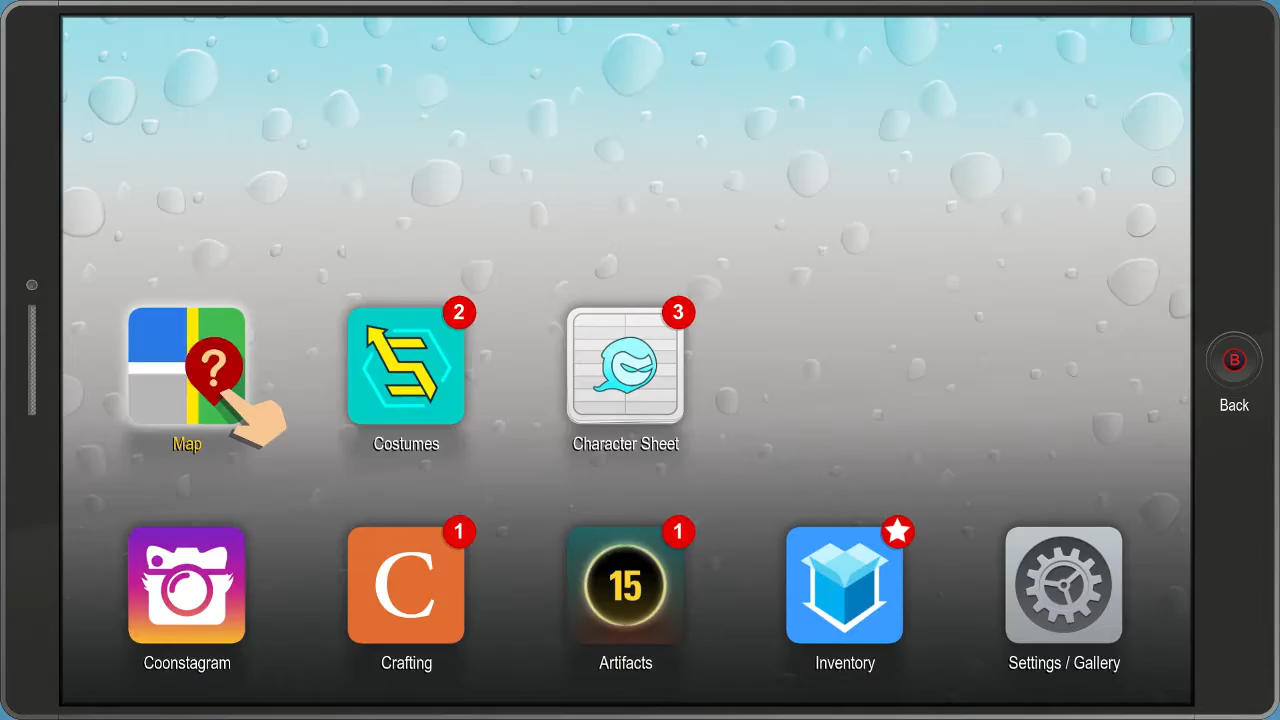 2
3
?
B
Map
Costumes
Character Sheet
Back
1
1
C
15
Coonstagram
Crafting
Artifacts
Inventory
Settings / Gallery